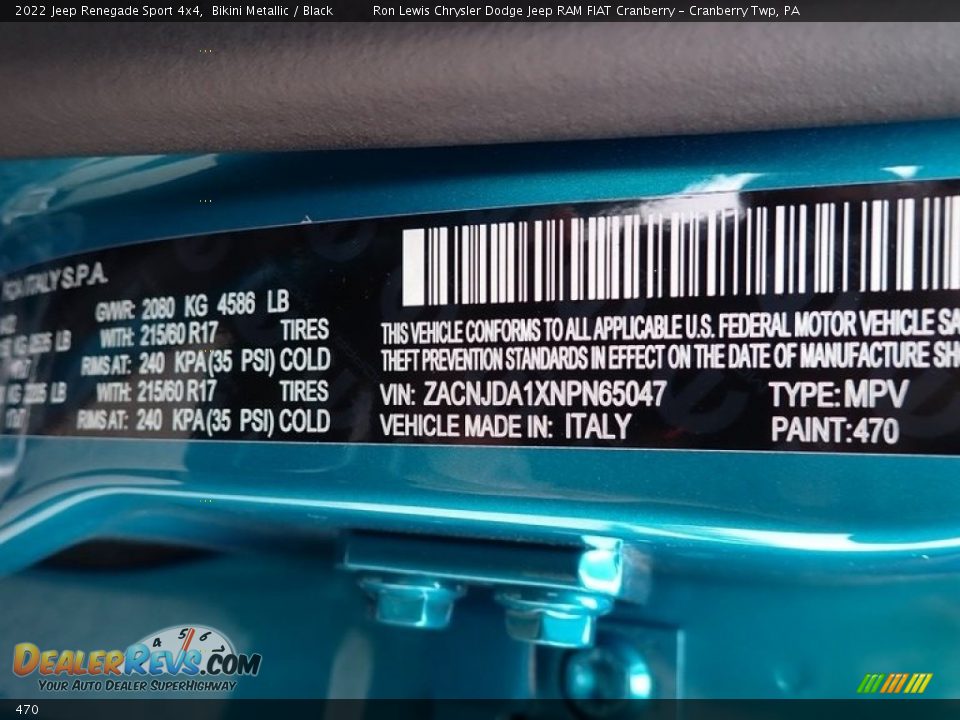 2022 Jeep Renegade Sport 4x4, Bikini Metallic / Black Ron Lewis Chrysler Dodge Jeep RAM FIAT Cranberry - Cranberry Twp, PA
ITALY S.P.A.
GVWR: 2080 KG 4586 LB
WITH: 215/60 R17 TIRES
RIMS AT: 240 KPA(35 PSI) COLD
LB WITH: 215/60 R17 TIRES
RIMS AT: 240 KPA(35 PSI) COLD
THIS VEHICLE CONFORMS TO ALL APPLICABLE U.S. FEDERAL MOTOR VEHICLE SA
THEFT PREVENTION STANDARDS IN EFFECT ON THE DATE OF MANUFACTURE SH
VIN: ZACNJDA1XNPN65047 TYPE: MPV
VEHICLE MADE IN: ITALY PAINT: 470
4 5 6
DEALERREVS.COM
YOUR AUTO DEALER SUPERHIGHWAY
470